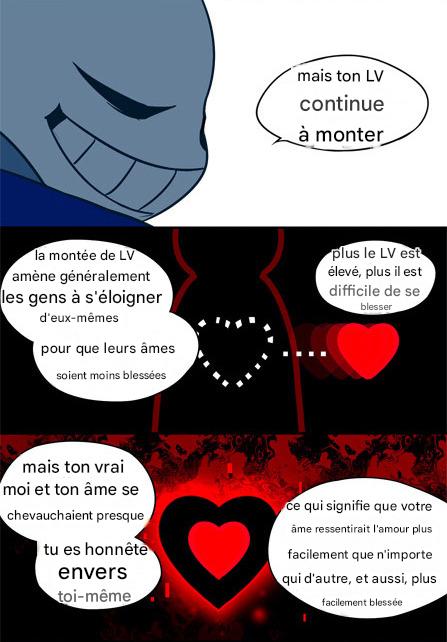 mais ton LV
continue
à monter
la montée de LV
amène généralement
les gens à s'éloigner
d'eux-mêmes
pour que leurs âmes
soient moins blessées
plus le LV est
élevé, plus il est
difficile de se
blesser
mais ton vrai
moi et ton âme se
chevauchaient presque
tu es honnête
envers
toi-même
ce qui signifie que votre
âme ressentirait l'amour plus
facilement que n'importe
qui d'autre, et aussi, plus
facilement blessée